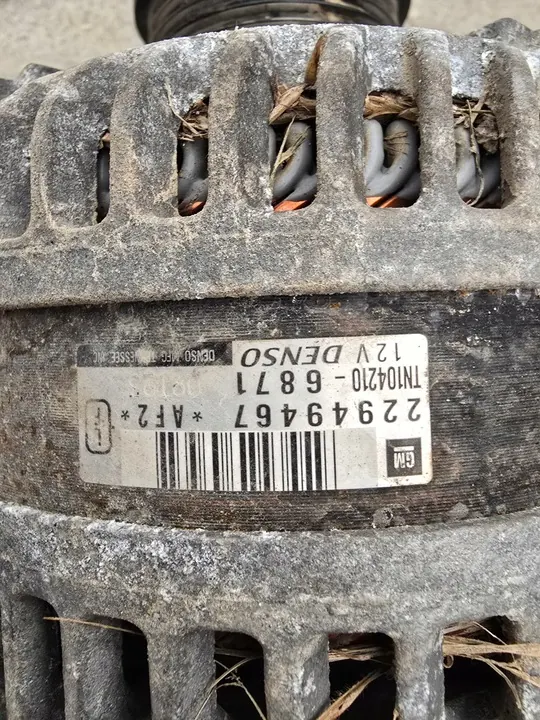 GM
22949467 *AF2*
TN104210-6871
12V DENSO
DENSO MFG TENNESSEE, INC